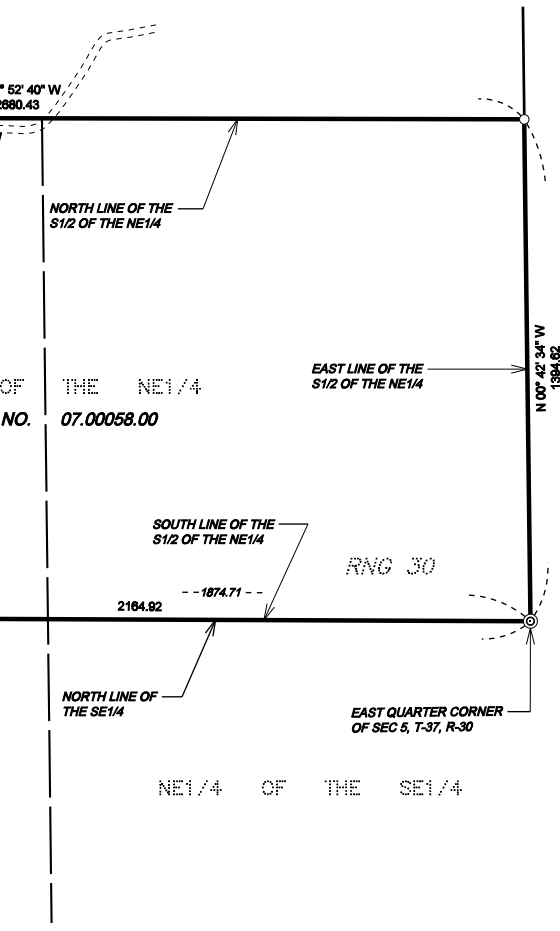 ° 52' 40" W
2680.43
NORTH LINE OF THE
S1/2 OF THE NE1/4
EAST LINE OF THE
S1/2 OF THE NE1/4
N 00° 42' 34" W
1394.62
OF THE NE1/4
NO. 07.00058.00
SOUTH LINE OF THE
S1/2 OF THE NE1/4
RNG 30
1874.71
2164.92
NORTH LINE OF
THE SE1/4
EAST QUARTER CORNER
OF SEC 5, T-37, R-30
NE1/4 OF THE SE1/4